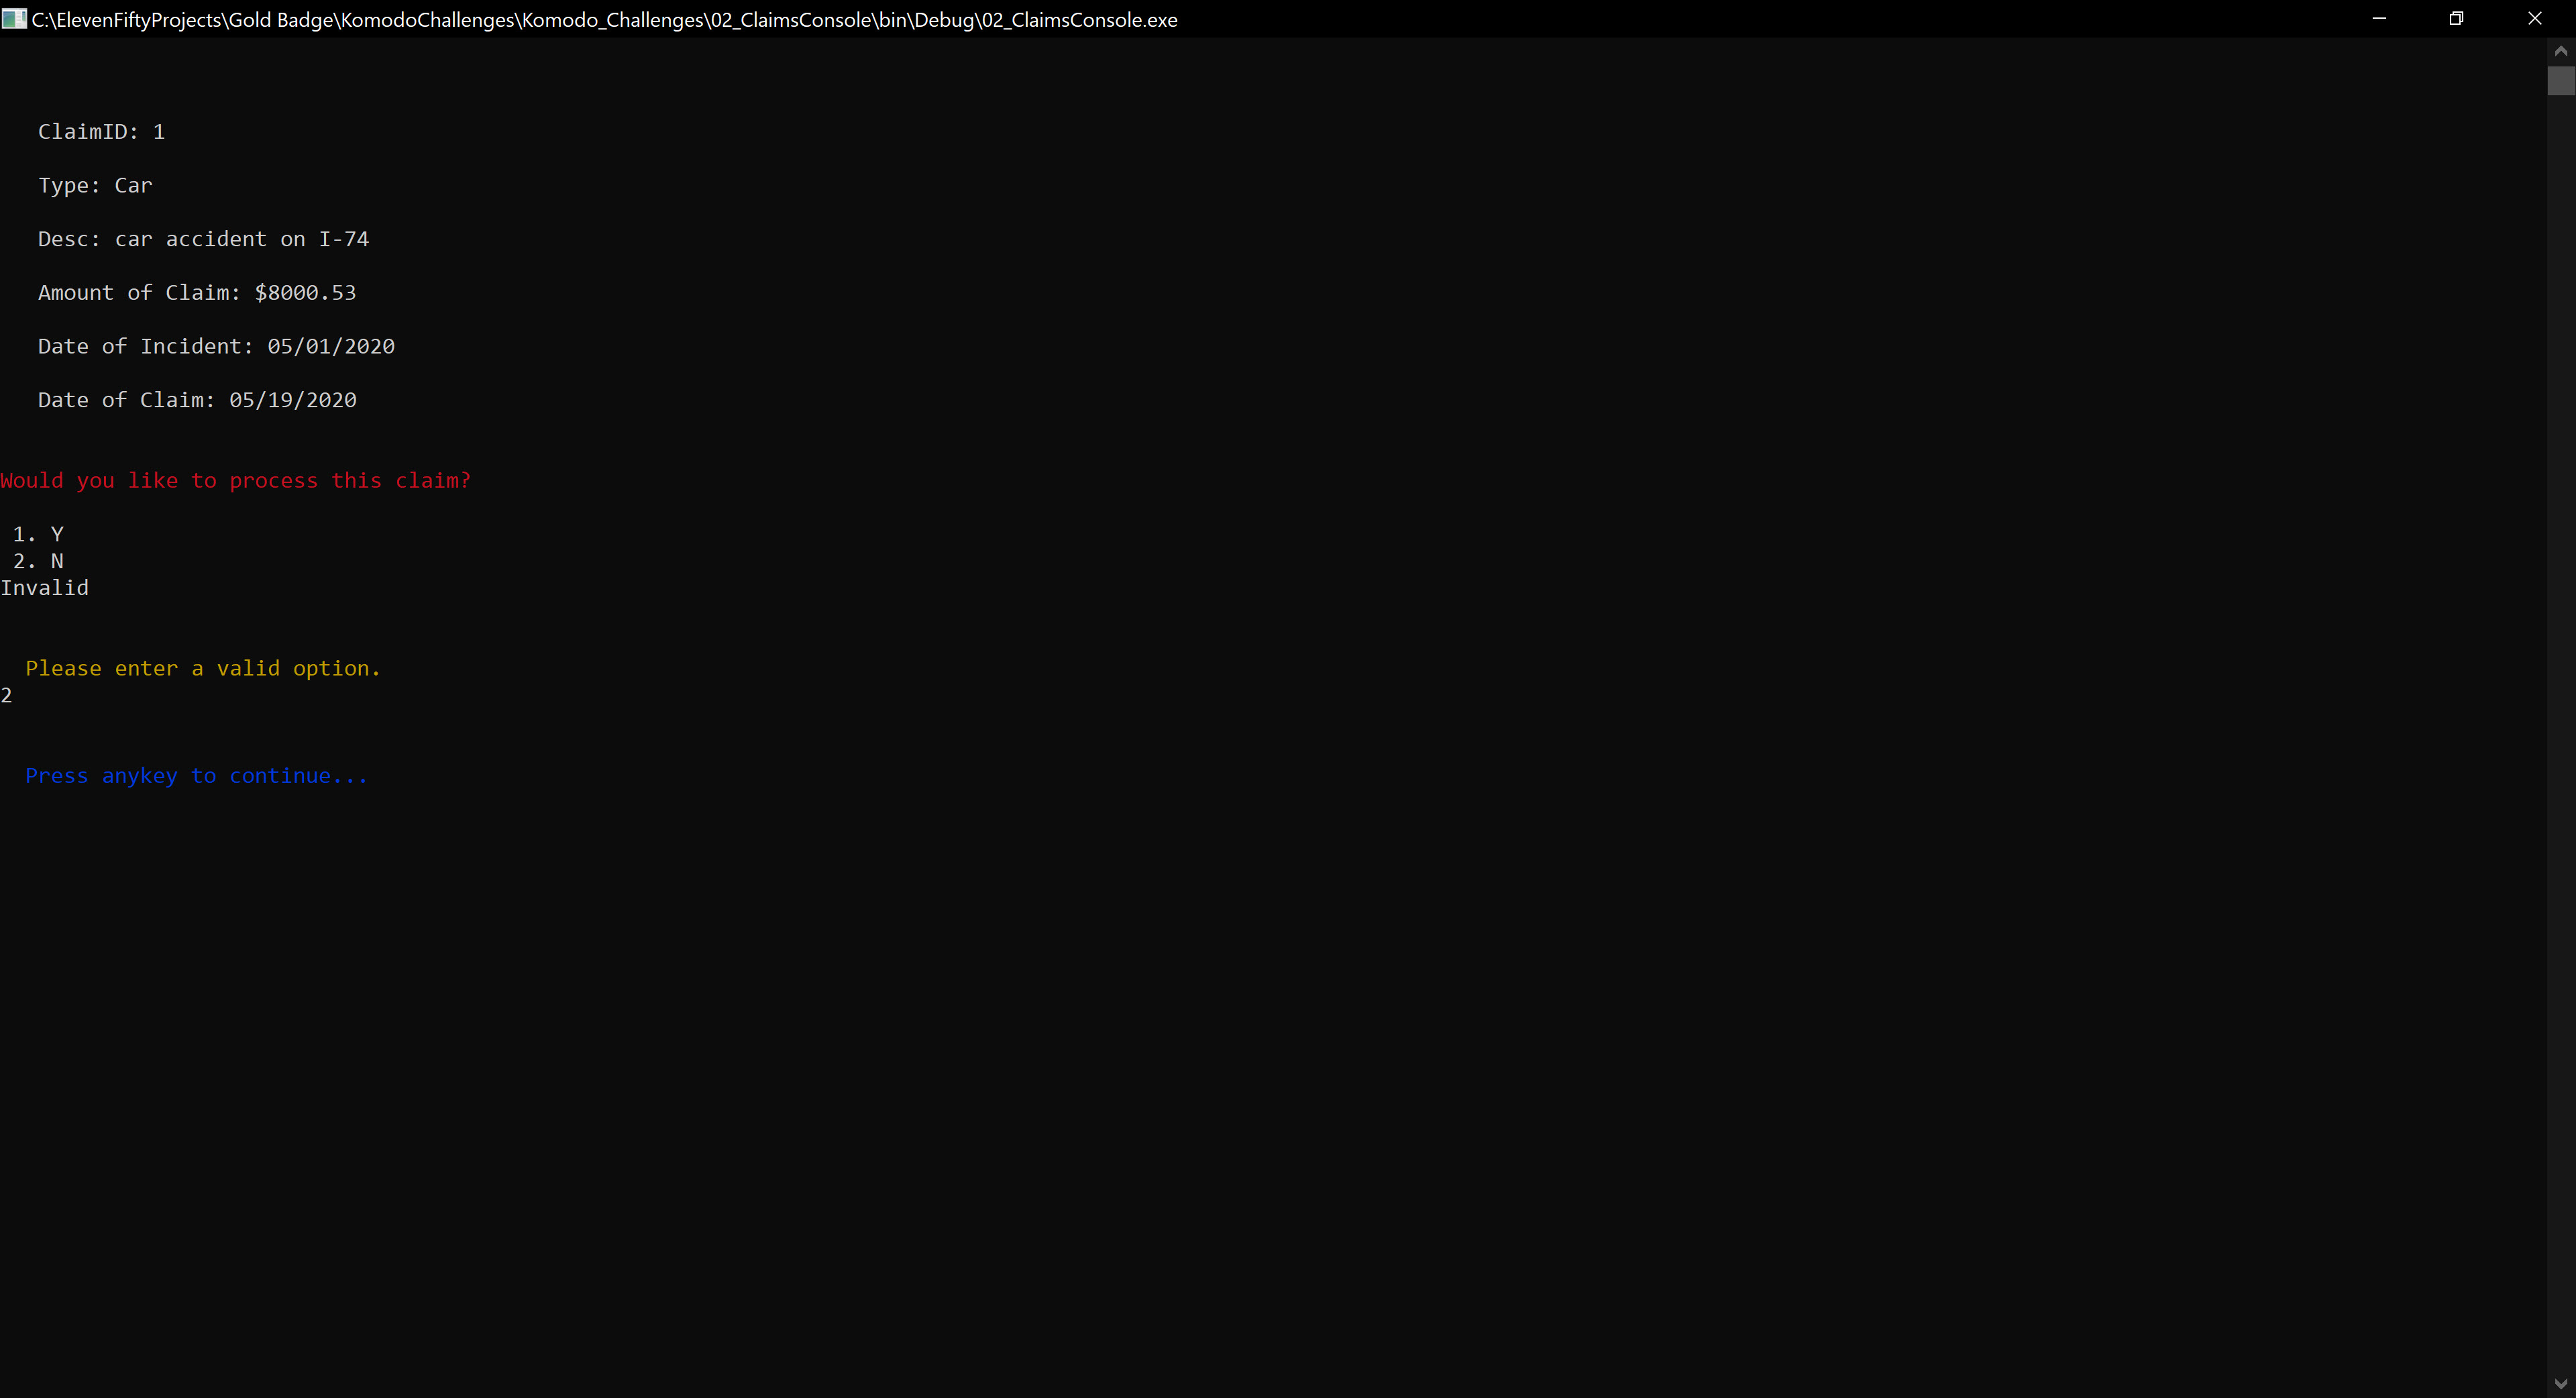 C:\ElevenFiftyProjects\Gold Badge\KomodoChallenges\Komodo_Challenges\02_ClaimsConsole\bin\Debug\02_ClaimsConsole.exe
ClaimID: 1
Type: Car
Desc: car accident on I-74
Amount of Claim: $8000.53
Date of Incident: 05/01/2020
Date of Claim: 05/19/2020
Would you like to process this claim?
1. Y
2. N
Invalid
Please enter a valid option.
2
Press anykey to continue...